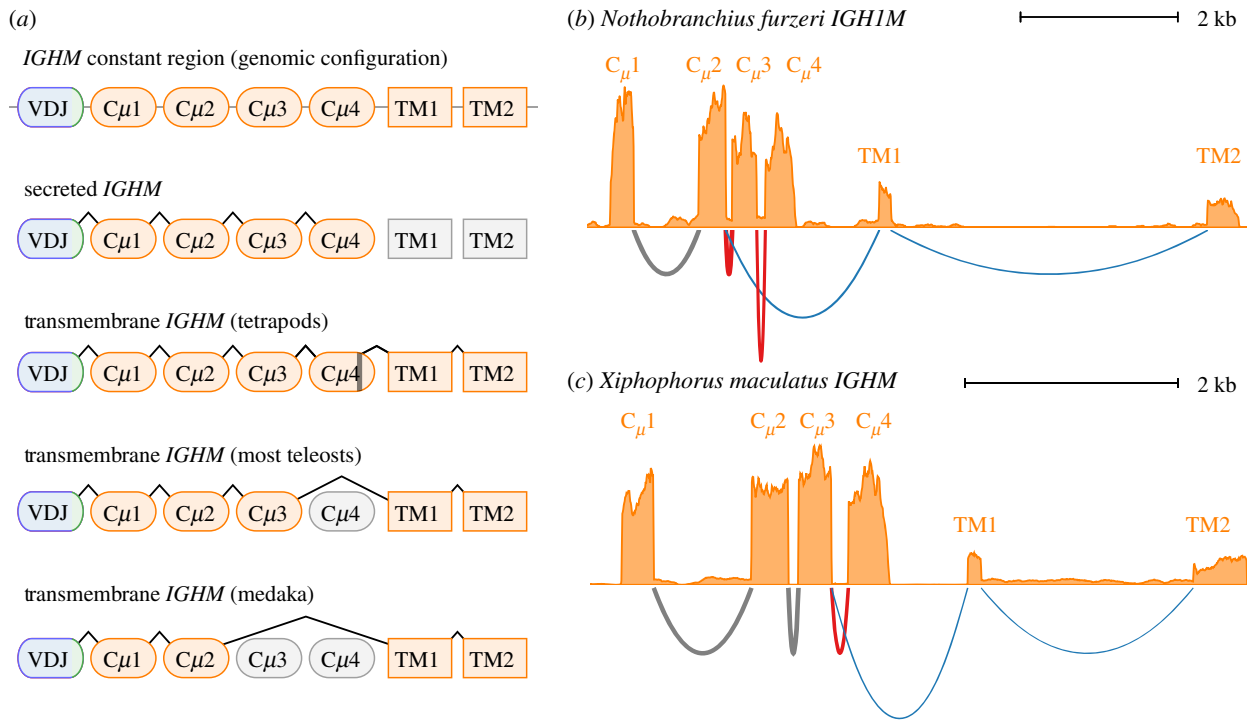 (a)
IGHM constant region (genomic configuration)
VDJ Cμ1 Cμ2 Cμ3 Cμ4 TM1 TM2
secreted IGHM
VDJ Cμ1 Cμ2 Cμ3 Cμ4 TM1 TM2
transmembrane IGHM (tetrapods)
VDJ Cμ1 Cμ2 Cμ3 Cμ4 TM1 TM2
transmembrane IGHM (most teleosts)
VDJ Cμ1 Cμ2 Cμ3 Cμ4 TM1 TM2
transmembrane IGHM (medaka)
VDJ Cμ1 Cμ2 Cμ3 Cμ4 TM1 TM2
(b) Nothobranchius furzeri IGH1M 2 kb
Cμ1 Cμ2 Cμ3 Cμ4
TM1 TM2
(c) Xiphophorus maculatus IGHM 2 kb
Cμ1 Cμ2 Cμ3 Cμ4
TM1 TM2